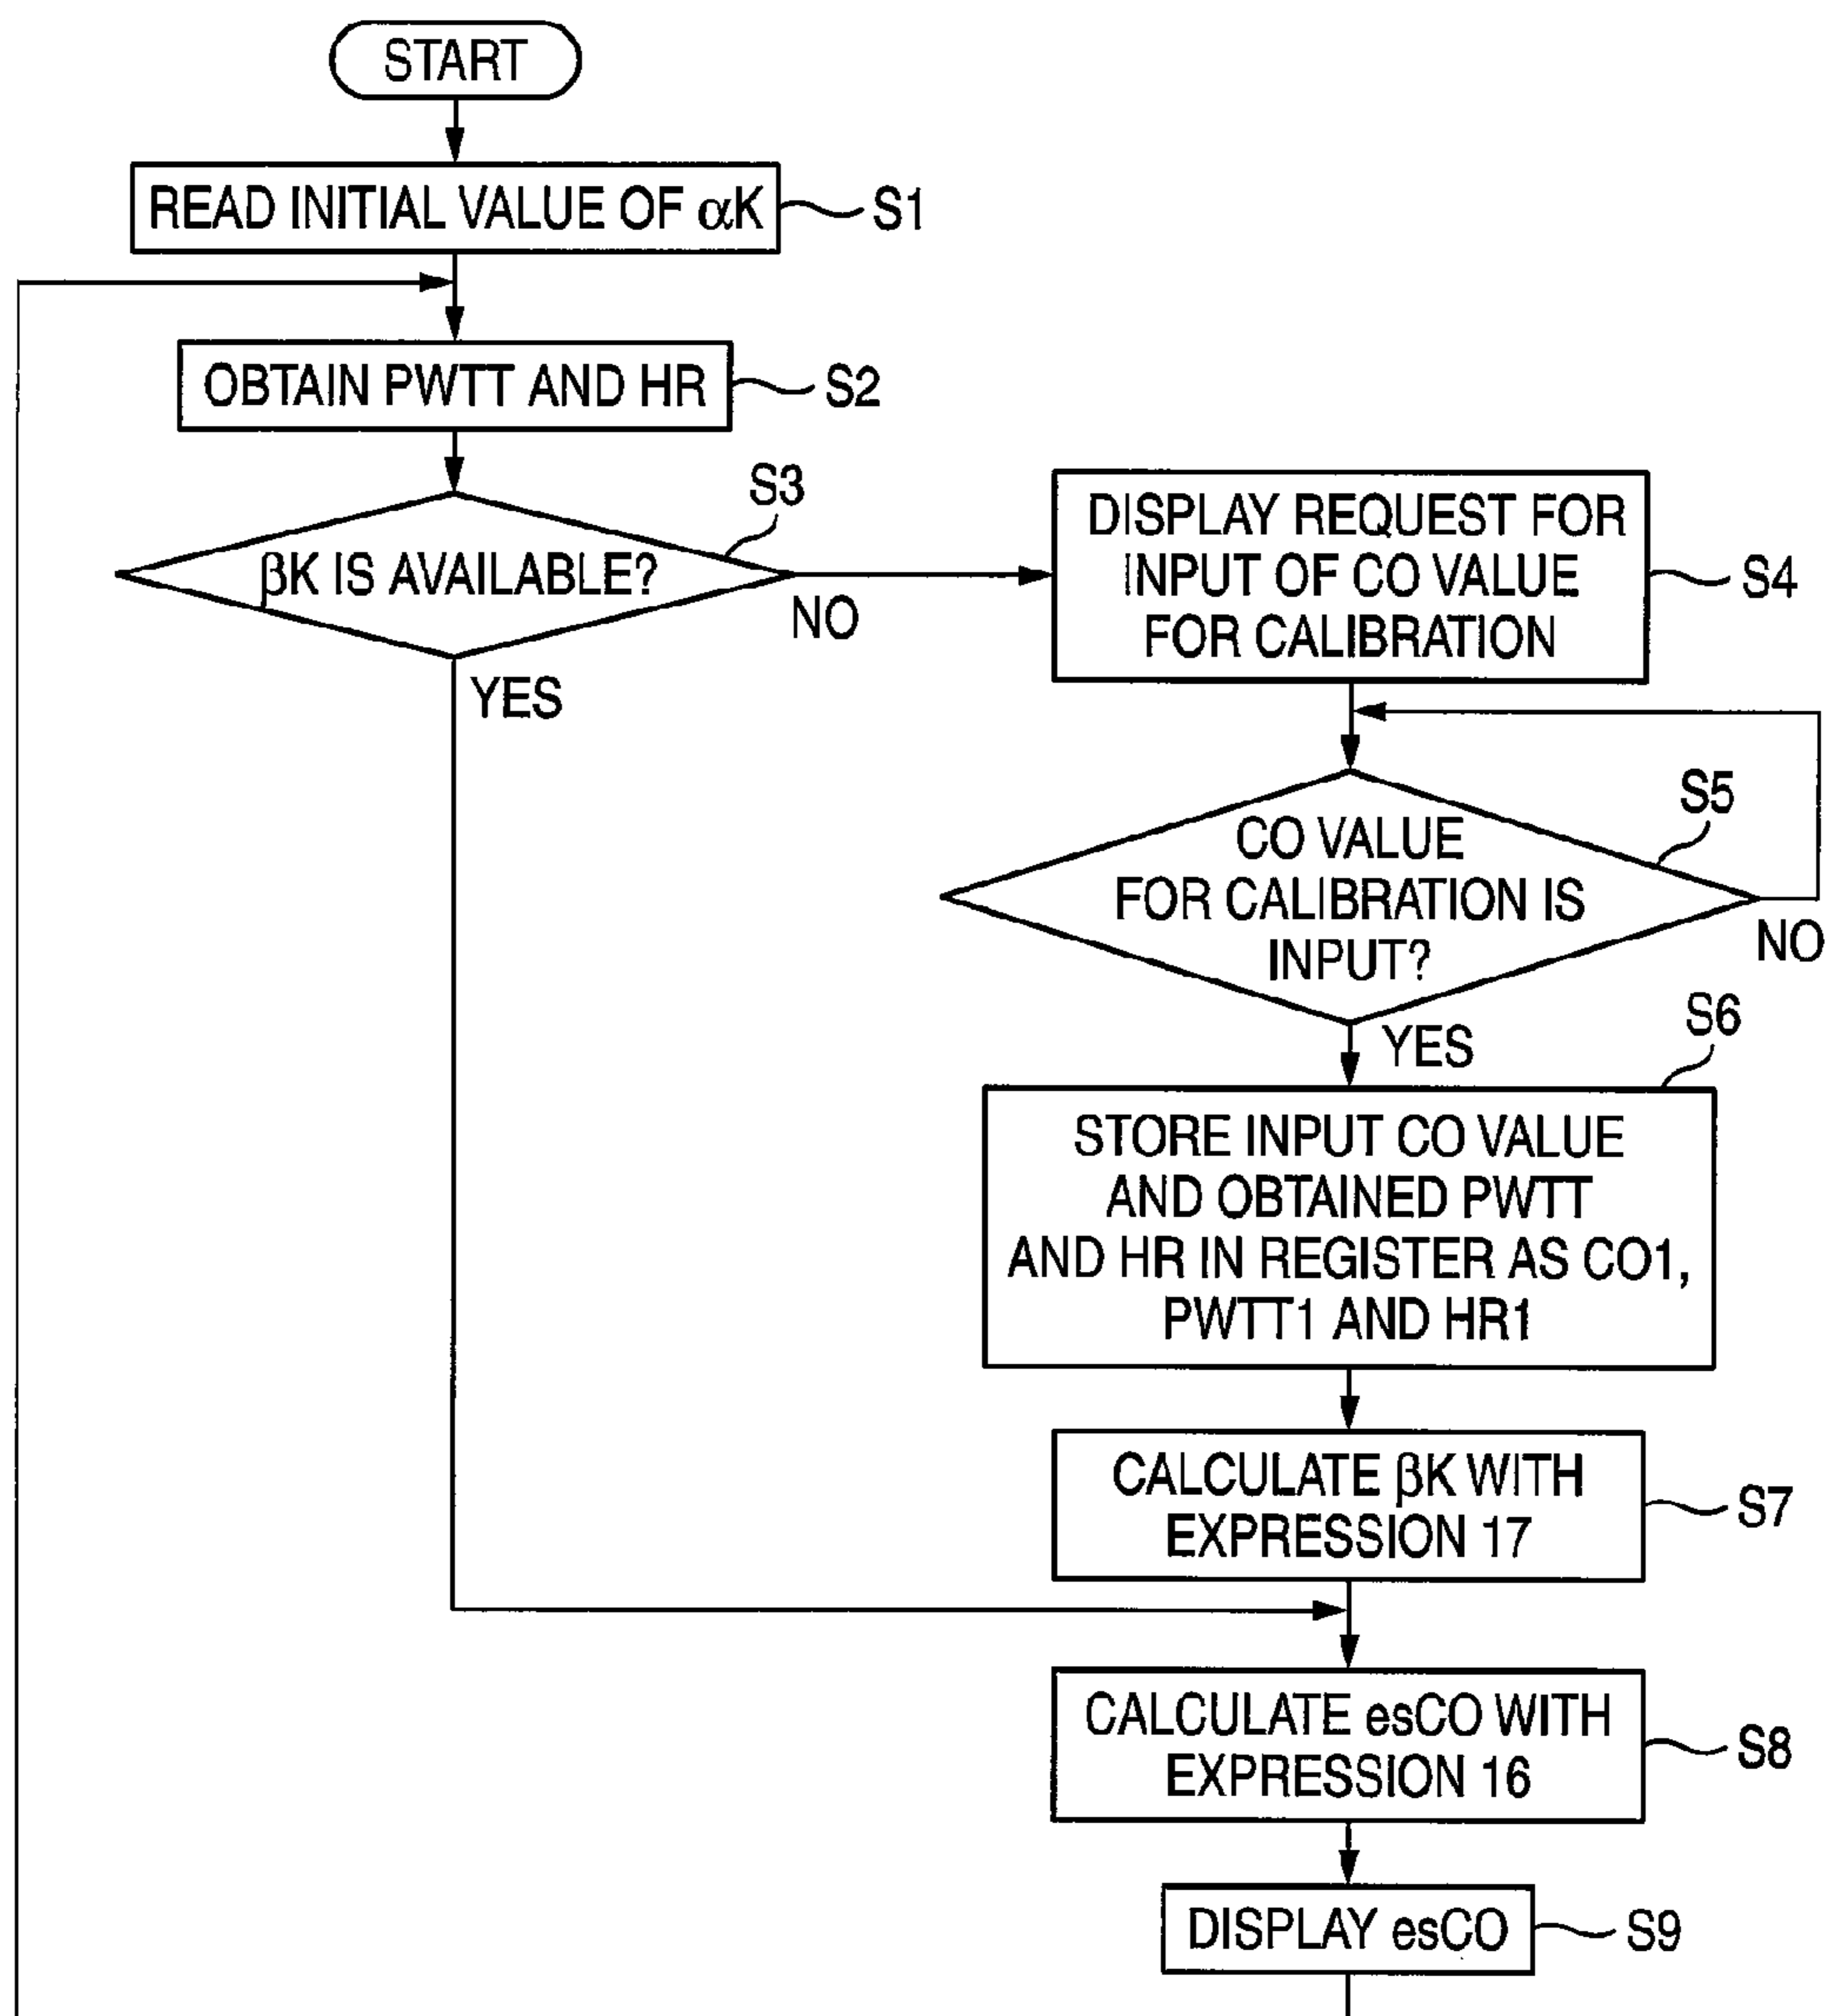 START
READ INITIAL VALUE OF αK
S1
OBTAIN PWTT AND HR
S2
S3
βK IS AVAILABLE?
NO
YES
DISPLAY REQUEST FOR
INPUT OF CO VALUE
FOR CALIBRATION
S4
S5
CO VALUE
FOR CALIBRATION IS
INPUT?
NO
YES
S6
STORE INPUT CO VALUE
AND OBTAINED PWTT
AND HR IN REGISTER AS CO1,
PWTT1 AND HR1
CALCULATE βK WITH
EXPRESSION 17
S7
CALCULATE esCO WITH
EXPRESSION 16
S8
DISPLAY esCO
S9